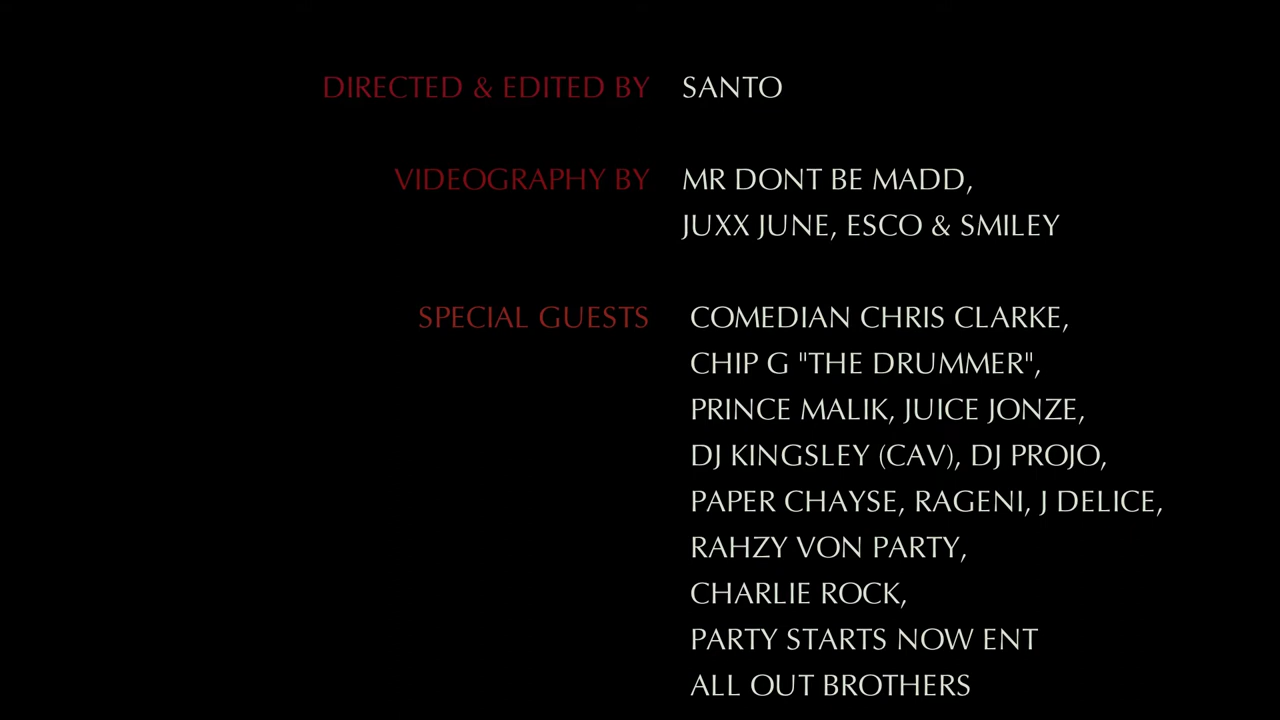 DIRECTED & EDITED BY SANTO
VIDEOGRAPHY BY MR DONT BE MADD,
JUXX JUNE, ESCO & SMILEY
SPECIAL GUESTS COMEDIAN CHRIS CLARKE,
CHIP G "THE DRUMMER",
PRINCE MALIK, JUICE JONZE,
DJ KINGSLEY (CAV), DJ PROJO,
PAPER CHAYSE, RAGENI, J DELICE,
RAHZY VON PARTY,
CHARLIE ROCK,
PARTY STARTS NOW ENT
ALL OUT BROTHERS